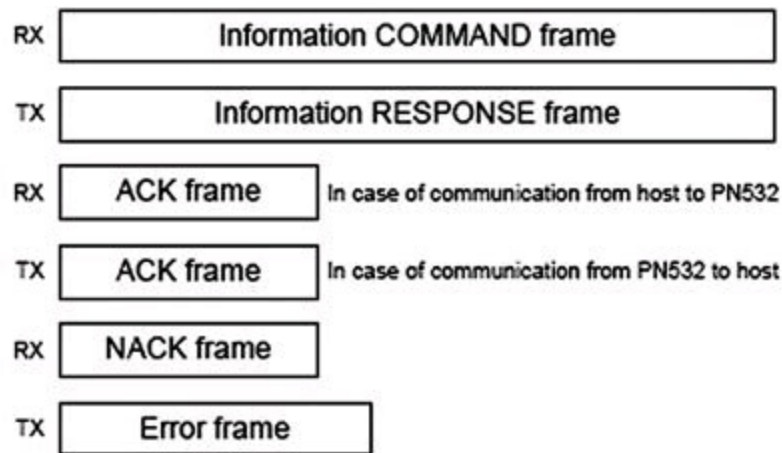 RX Information COMMAND frame
TX Information RESPONSE frame
RX ACK frame In case of communication from host to PN532
TX ACK frame In case of communication from PN532 to host
RX NACK frame
TX Error frame